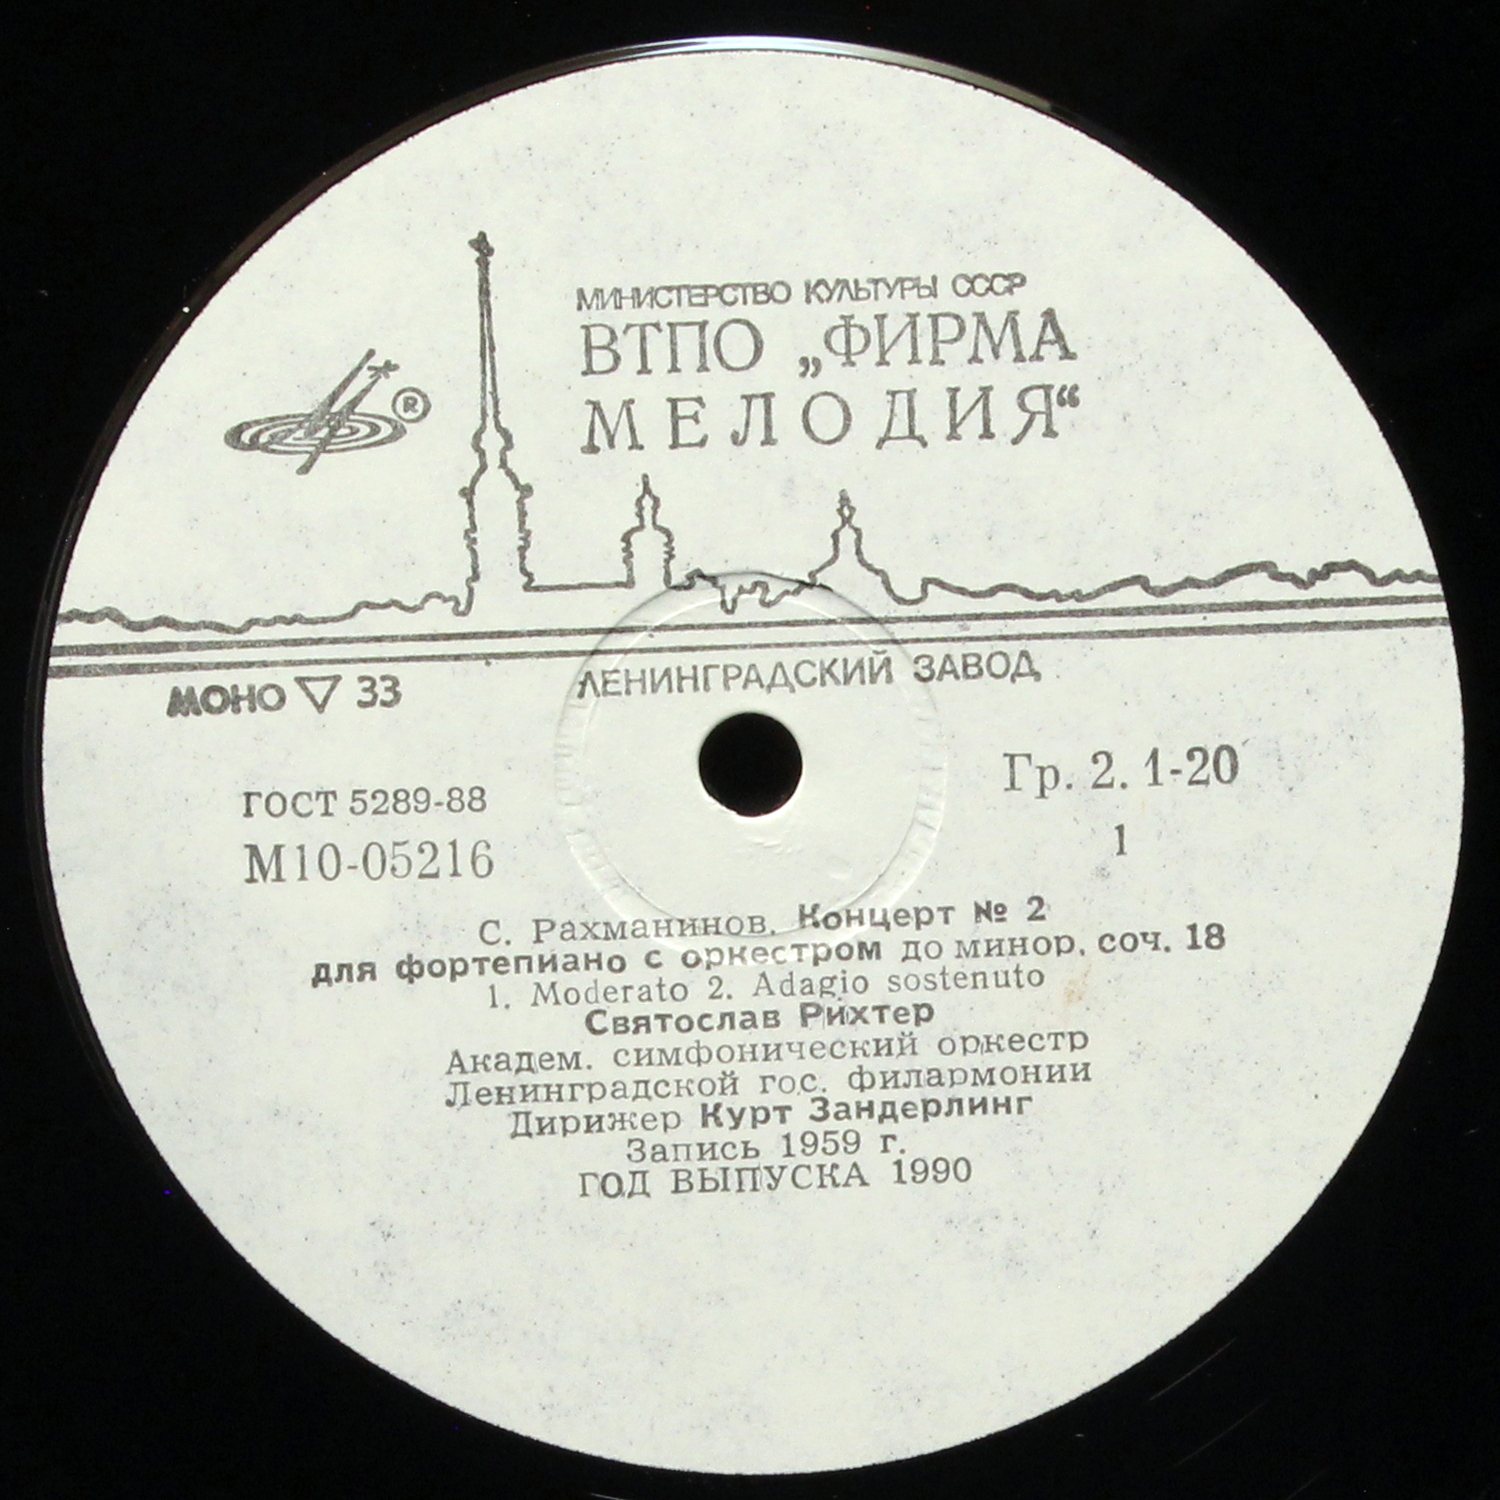 МИНИСТЕРСТВО КУЛЬТУРЫ СССР
ВТПО „ФИРМА
МЕЛОДИЯ“
®
ЛЕНИНГРАДСКИЙ ЗАВОД
МОНО ▽ 33
Гр. 2. 1-20
ГОСТ 5289-88
1
М10-05216
С. Рахманинов. Концерт № 2
для фортепиано с оркестром до минор, соч. 18
1. Moderato 2. Adagio sostenuto
Святослав Рихтер
Академ. симфонический оркестр
Ленинградской гос. филармонии
Дирижер Курт Зандерлинг
Запись 1959 г.
ГОД ВЫПУСКА 1990